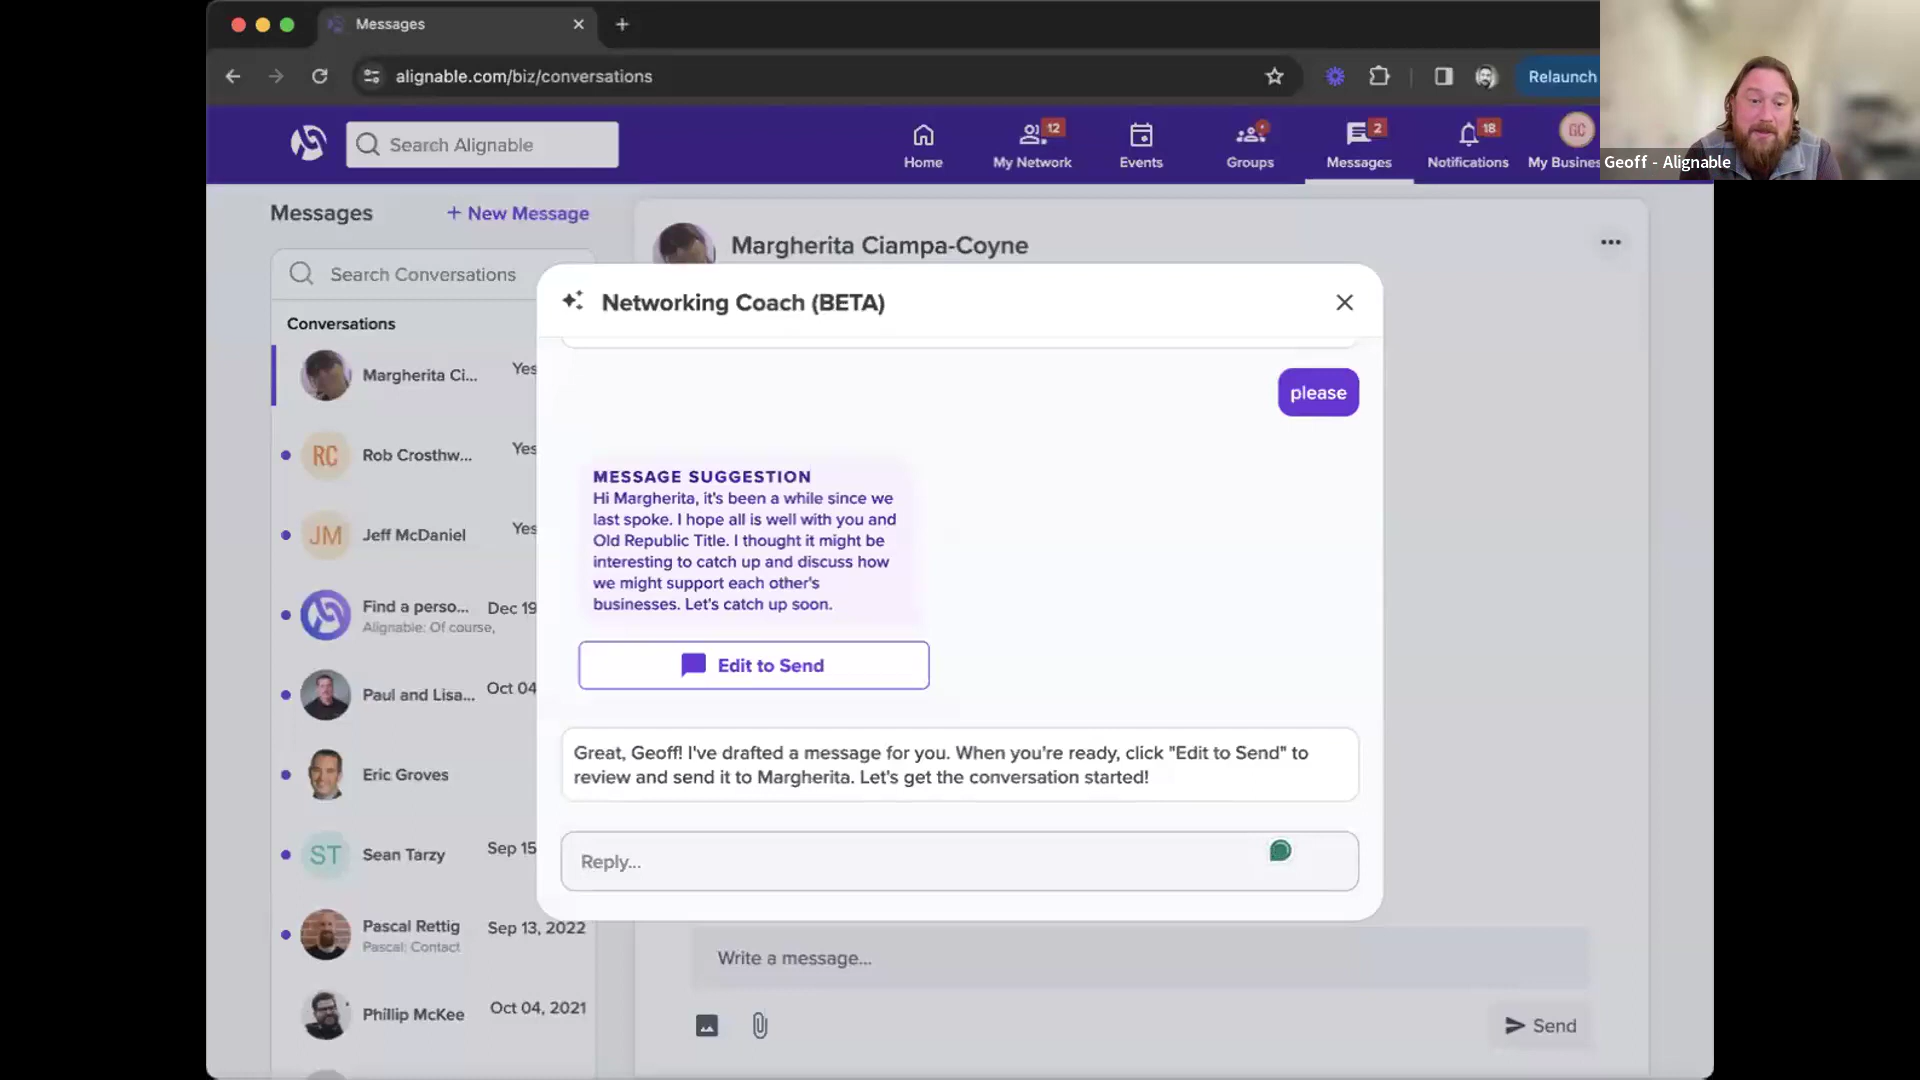 Messages
alignable.com/biz/conversations
Relaunch
Search Alignable
Home
12
My Network
Events
Groups
2
Messages
18
Notifications
GC
My Busines
Geoff - Alignable
Messages
+ New Message
Search Conversations
Conversations
Margherita Ci...
Yes
RC
Rob Crosthw...
Yes
JM
Jeff McDaniel
Yes
Find a perso...
Dec 19
Alignable: Of course,
Paul and Lisa...
Oct 04
Eric Groves
ST
Sean Tarzy
Sep 15
Pascal Rettig
Sep 13, 2022
Pascal: Contact
Phillip McKee
Oct 04, 2021
Margherita Ciampa-Coyne
Networking Coach (BETA)
please
MESSAGE SUGGESTION
Hi Margherita, it's been a while since we
last spoke. I hope all is well with you and
Old Republic Title. I thought it might be
interesting to catch up and discuss how
we might support each other's
businesses. Let's catch up soon.
Edit to Send
Great, Geoff! I've drafted a message for you. When you're ready, click "Edit to Send" to
review and send it to Margherita. Let's get the conversation started!
Reply...
Write a message...
Send